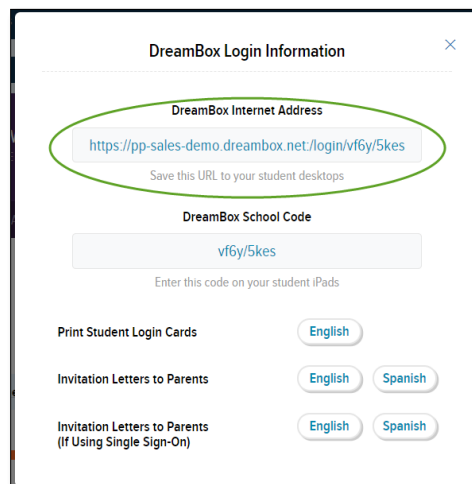 DreamBox Login Information
DreamBox Internet Address
https://pp-sales-demo.dreambox.net:/login/vf6y/5kes
Save this URL to your student desktops
DreamBox School Code
vf6y/5kes
Enter this code on your student iPads
Print Student Login Cards English
Invitation Letters to Parents English Spanish
Invitation Letters to Parents English Spanish
(If Using Single Sign-On)